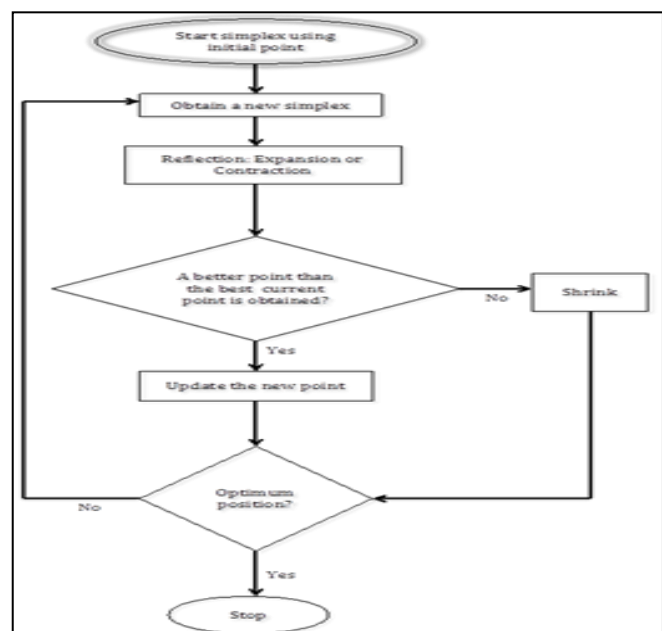 Start simplex using
initial point
Obtain a new simplex
Reflection: Expansion or
Contraction
A better point than
the best current
point is obtained?
No
Shrink
Yes
Update the new point
Optimum
position?
No
Yes
Stop